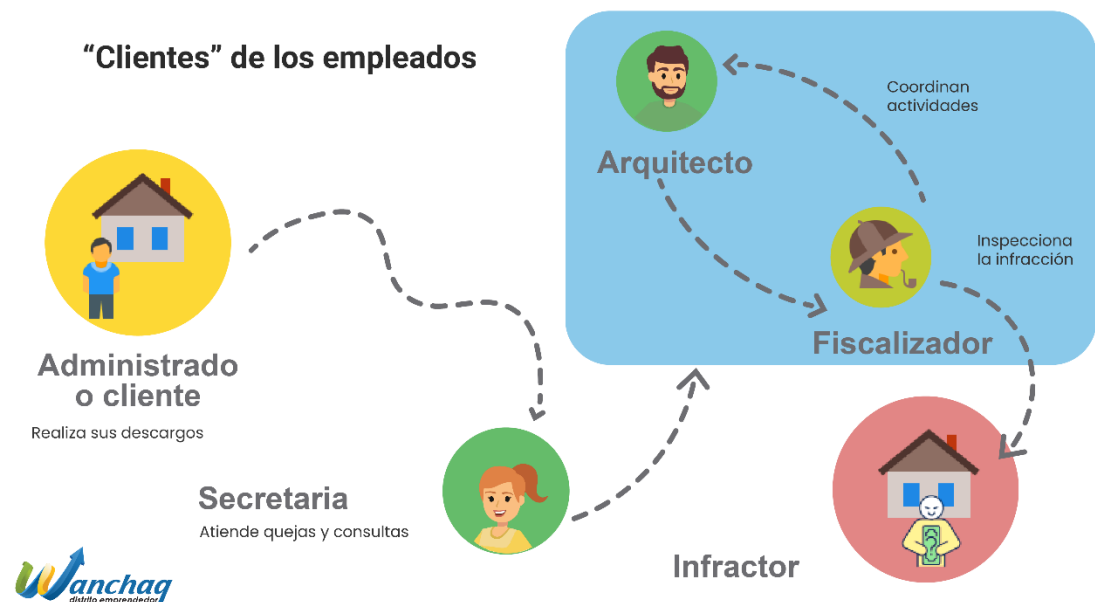 “Clientes” de los empleados
Coordinan
actividades
Arquitecto
Inspecciona
la infracción
Fiscalizador
Administrado
o cliente
Realiza sus descargos
Secretaria
Atiende quejas y consultas
Infractor
Wanchaq
distrito emprendedor